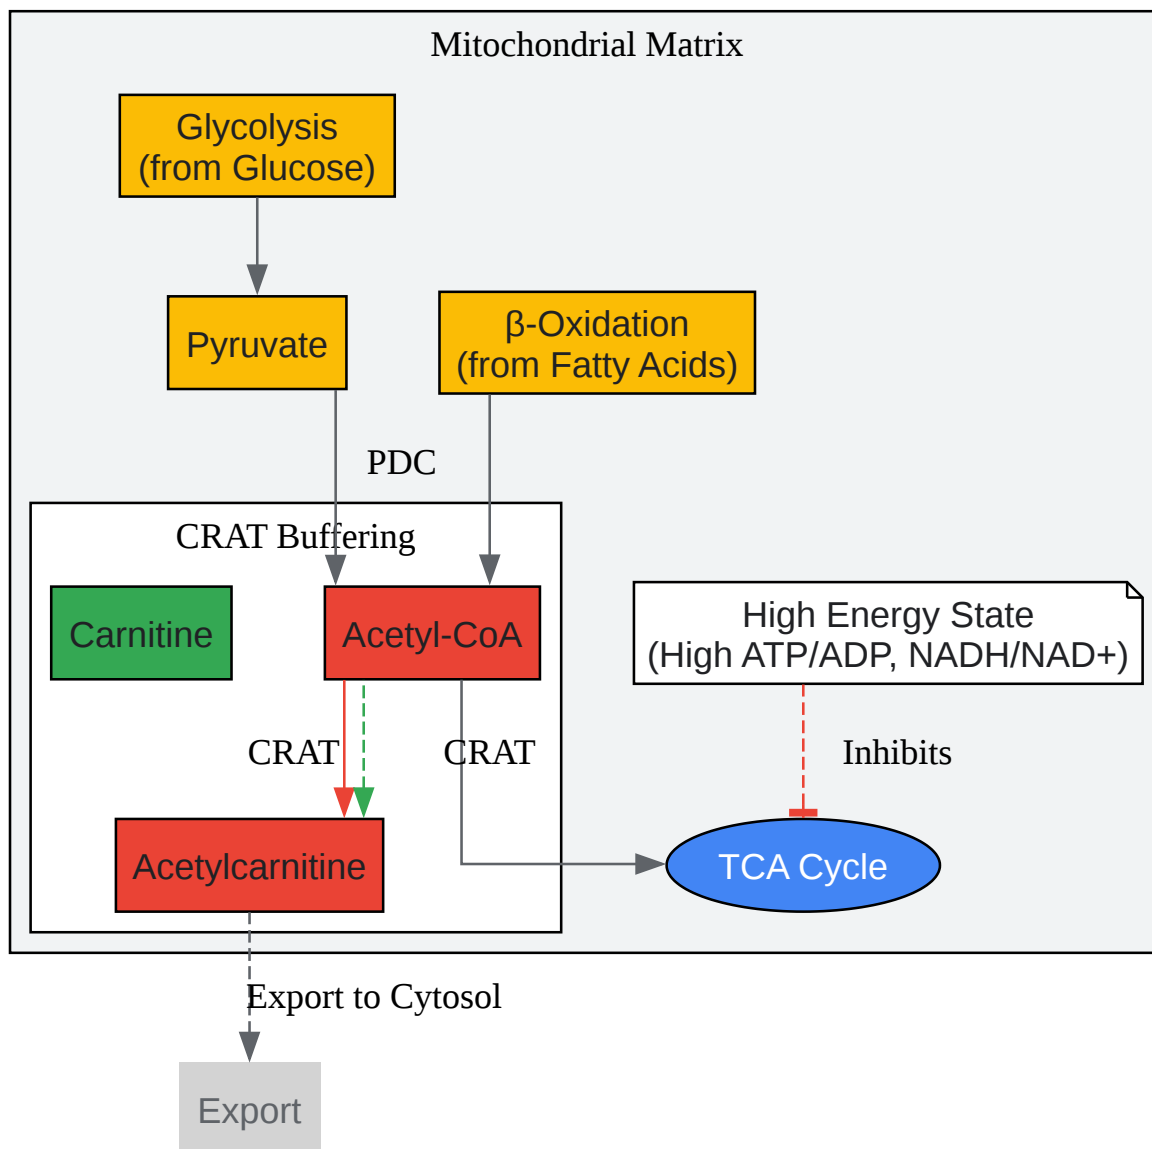 Mitochondrial Matrix
Glycolysis
(from Glucose)
Pyruvate
β-Oxidation
(from Fatty Acids)
PDC
CRAT Buffering
Carnitine
Acetyl-CoA
High Energy State
(High ATP/ADP, NADH/NAD+)
CRAT
CRAT
Inhibits
Acetylcarnitine
TCA Cycle
Export to Cytosol
Export